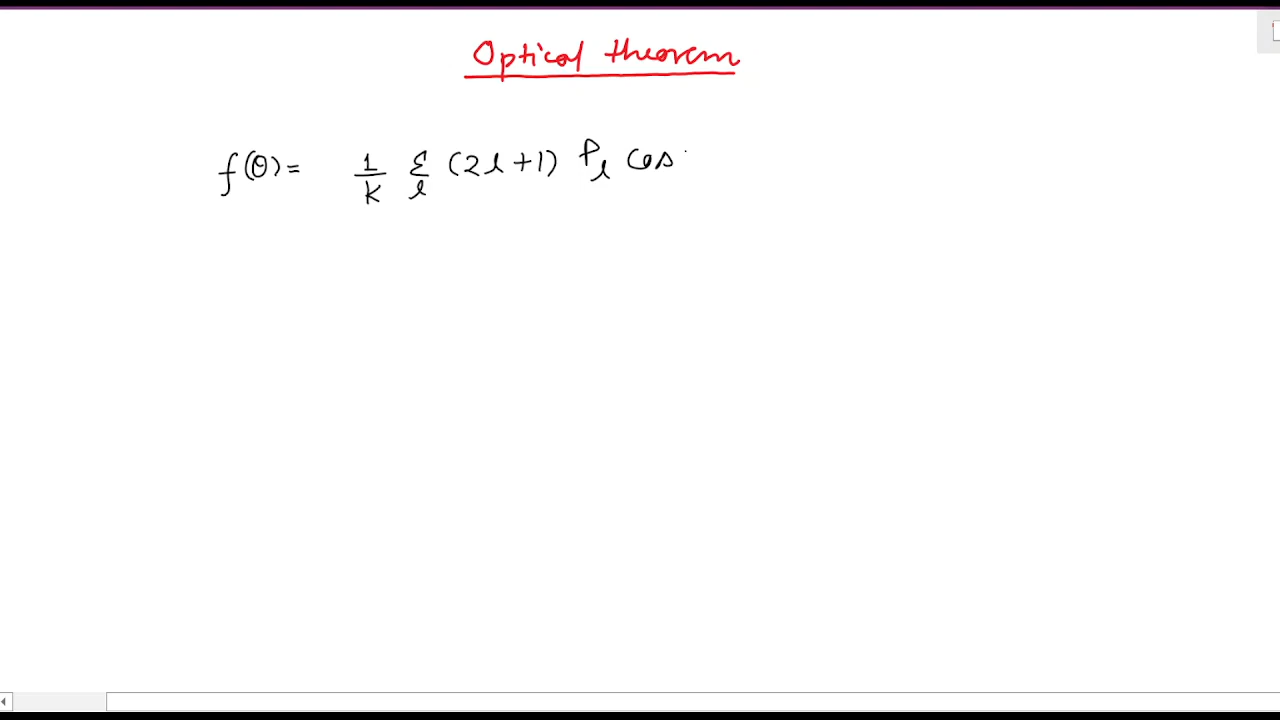 Optical theorem
f(θ) = 1/k Σ_l (2l+1) P_l cos